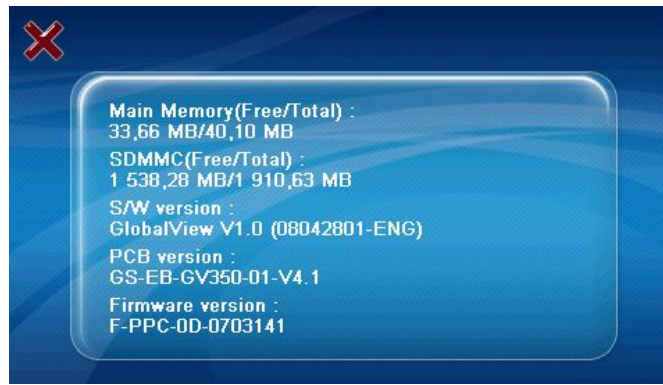 Main Memory(Free/Total) :
33,66 MB/40,10 MB
SDMMC(Free/Total) :
1 538,28 MB/1 910,63 MB
S/W version :
GlobalView V1.0 (08042801-ENG)
PCB version :
GS-EB-GV350-01-V4.1
Firmware version :
F-PPC-0D-0703141